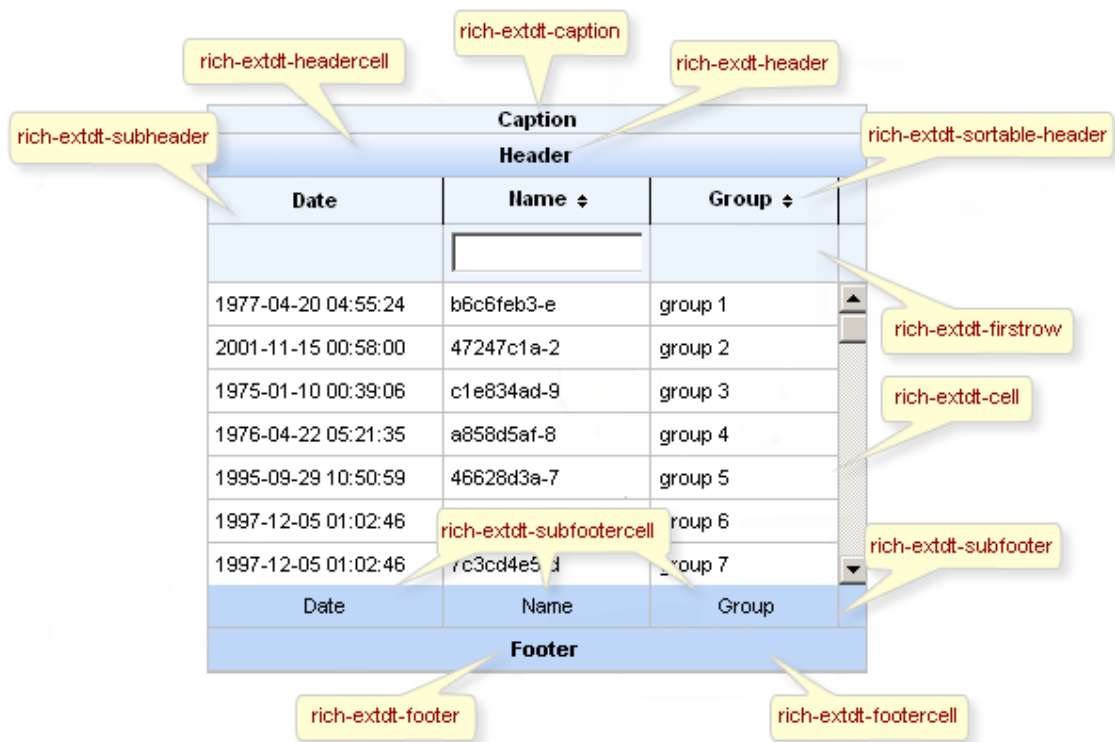 rich-extdt-caption
rich-extdt-headercell
rich-exdt-header
rich-extdt-subheader
rich-extdt-sortable-header
Caption
Header
Date Name Group
1977-04-20 04:55:24 b6c6feb3-e group 1
rich-extdt-firstrow
2001-11-15 00:58:00 47247c1a-2 group 2
1975-01-10 00:39:06 c1e834ad-9 group 3
rich-extdt-cell
1976-04-22 05:21:35 a858d5af-8 group 4
1995-09-29 10:50:59 46628d3a-7 group 5
1997-12-05 01:02:46 roup 6
rich-extdt-subfootercell
rich-extdt-subfooter
1997-12-05 01:02:46 group 7
Date Name Group
Footer
rich-extdt-footer
rich-extdt-footercell